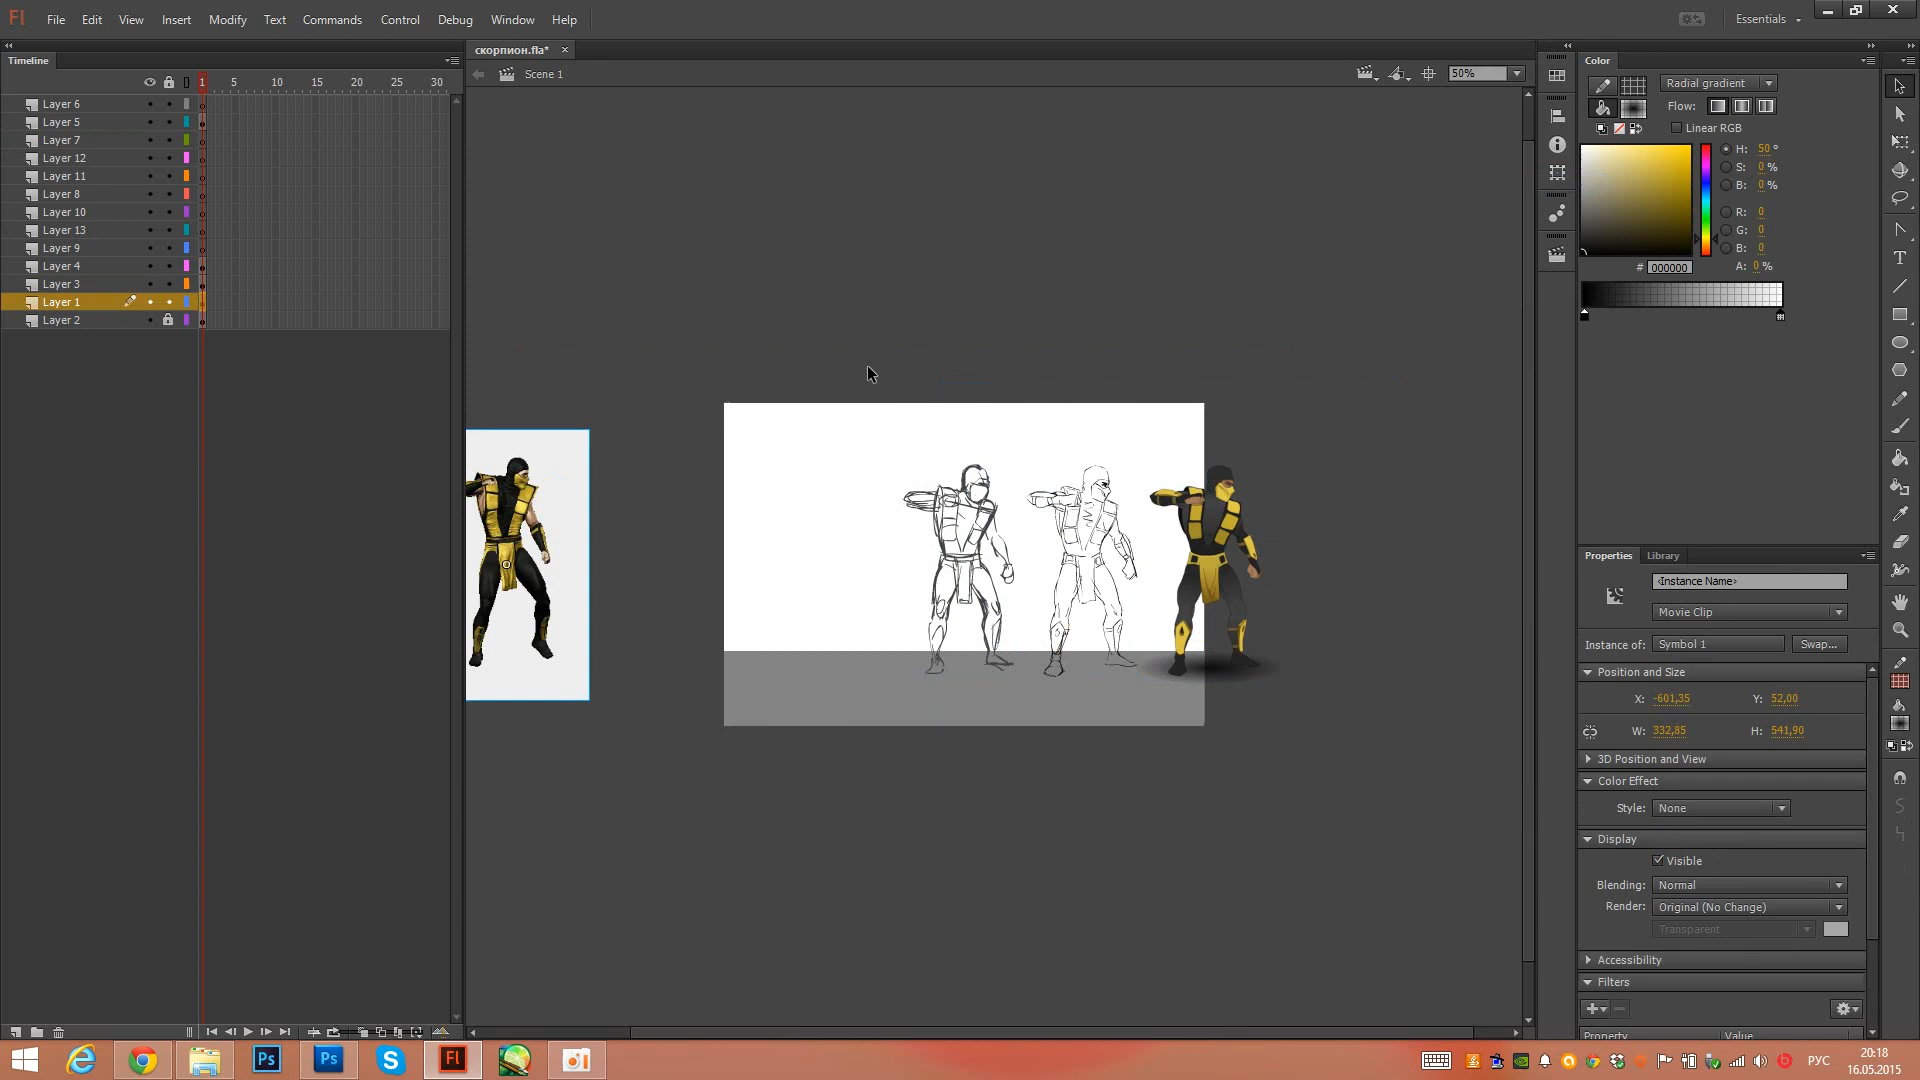 Fl File Edit View Insert Modify Text Commands Control Debug Window Help Essentials
Timeline
скорпион.fla*
Scene 1
50%
1 5 10 15 20 25 30
Layer 6
Layer 5
Layer 7
Layer 12
Layer 11
Layer 8
Layer 10
Layer 13
Layer 9
Layer 4
Layer 3
Layer 1
Layer 2
Color
Radial gradient
Flow:
Linear RGB
H: 50 °
S: 0 %
B: 0 %
R: 0
G: 0
B: 0
# 000000
A: 0 %
Properties Library
<Instance Name>
Movie Clip
Instance of: Symbol 1 Swap...
Position and Size
X: -601,35 Y: 52,00
W: 332,85 H: 541,90
3D Position and View
Color Effect
Style: None
Display
Visible
Blending: Normal
Render: Original (No Change)
Transparent
Accessibility
Filters
Property Value
Ps Ps Fl
РУС
20:18
16.05.2015